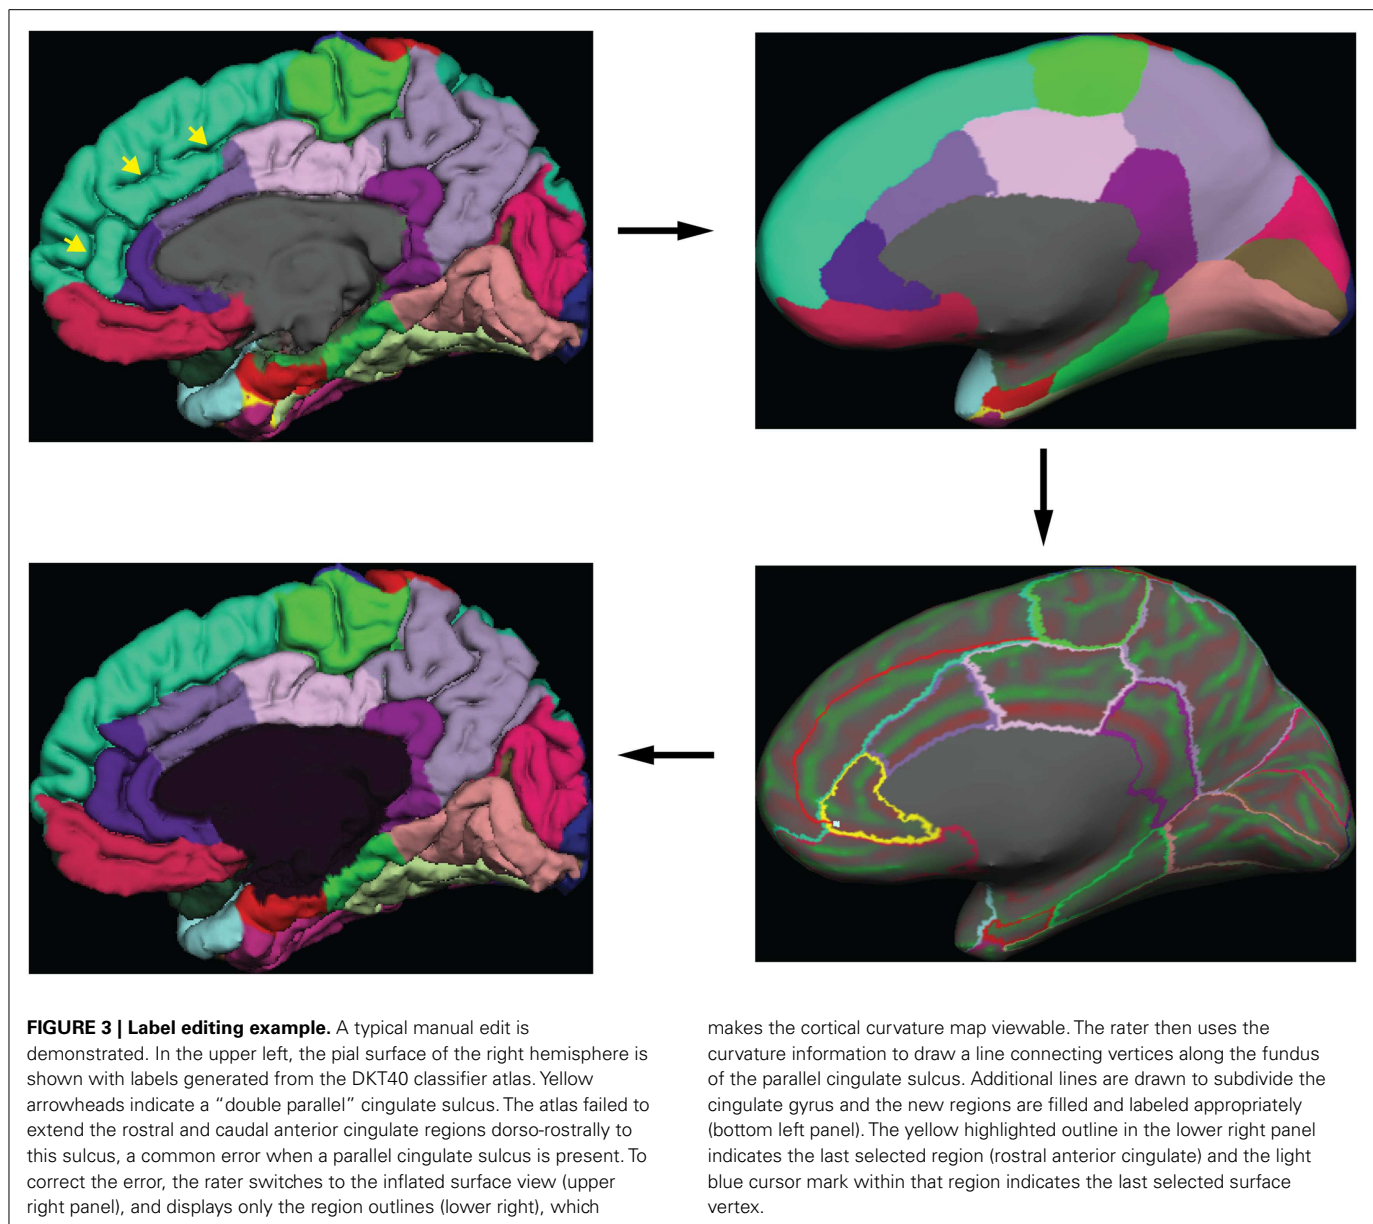 FIGURE 3 | Label editing example. A typical manual edit is
demonstrated. In the upper left, the pial surface of the right hemisphere is
shown with labels generated from the DKT40 classifier atlas. Yellow
arrowheads indicate a “double parallel” cingulate sulcus. The atlas failed to
extend the rostral and caudal anterior cingulate regions dorso-rostrally to
this sulcus, a common error when a parallel cingulate sulcus is present. To
correct the error, the rater switches to the inflated surface view (upper
right panel), and displays only the region outlines (lower right), which
makes the cortical curvature map viewable. The rater then uses the
curvature information to draw a line connecting vertices along the fundus
of the parallel cingulate sulcus. Additional lines are drawn to subdivide the
cingulate gyrus and the new regions are filled and labeled appropriately
(bottom left panel). The yellow highlighted outline in the lower right panel
indicates the last selected region (rostral anterior cingulate) and the light
blue cursor mark within that region indicates the last selected surface
vertex.